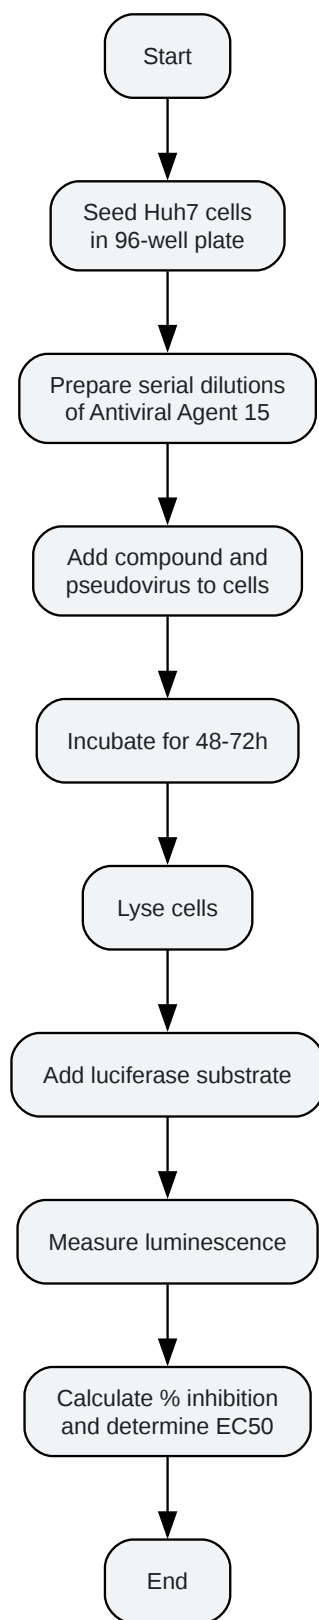 Start
Seed Huh7 cells
in 96-well plate
Prepare serial dilutions
of Antiviral Agent 15
Add compound and
pseudovirus to cells
Incubate for 48-72h
Lyse cells
Add luciferase substrate
Measure luminescence
Calculate % inhibition
and determine EC50
End